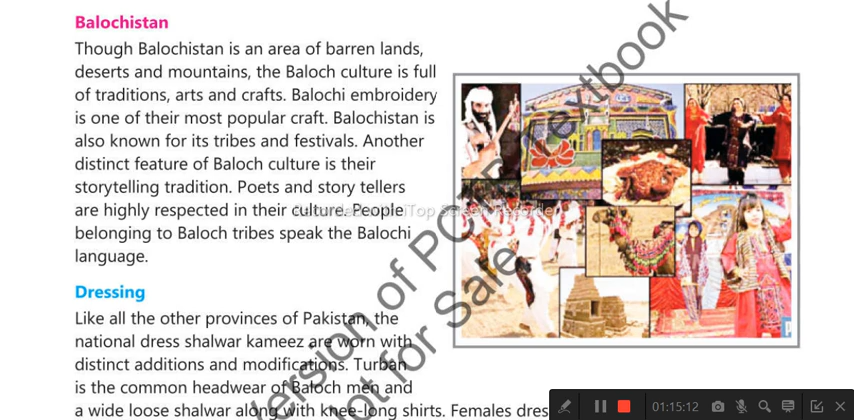 Balochistan
Though Balochistan is an area of barren lands,
deserts and mountains, the Baloch culture is full
of traditions, arts and crafts. Balochi embroidery
is one of their most popular craft. Balochistan is
also known for its tribes and festivals. Another
distinct feature of Baloch culture is their
storytelling tradition. Poets and story tellers
are highly respected in their culture. People
belonging to Baloch tribes speak the Balochi
language.
Dressing
Like all the other provinces of Pakistan, the
national dress shalwar kameez are worn with
distinct additions and modifications. Turban
is the common headwear of Baloch men and
a wide loose shalwar along with knee-long shirts. Females
Version of PCTB Textbook
Not for Sale
iTop Screen Recorder
01:15:12